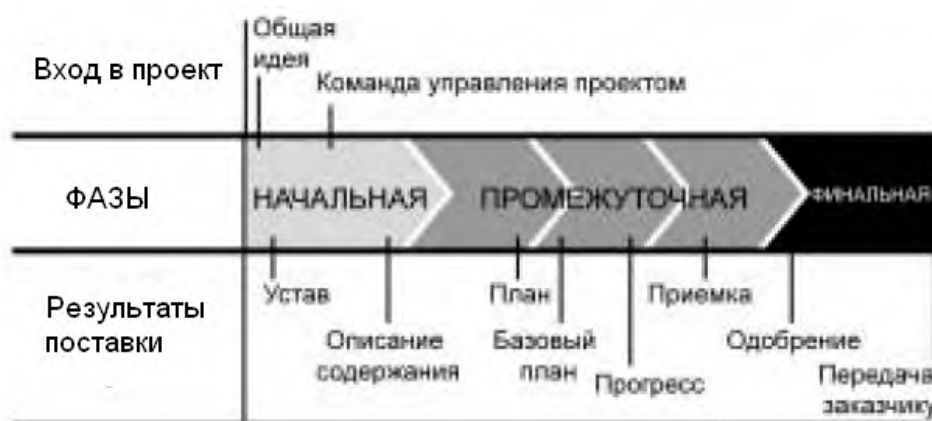 Общая
идея
Вход в проект
Команда управления проектом
ФАЗЫ
НАЧАЛЬНАЯ
ПРОМЕЖУТОЧНАЯ
ФИНАЛЬНАЯ
Результаты
поставки
Устав
План
Приемка
Описание
содержания
Базовый
план
Одобрение
Прогресс
Передача
заказчику